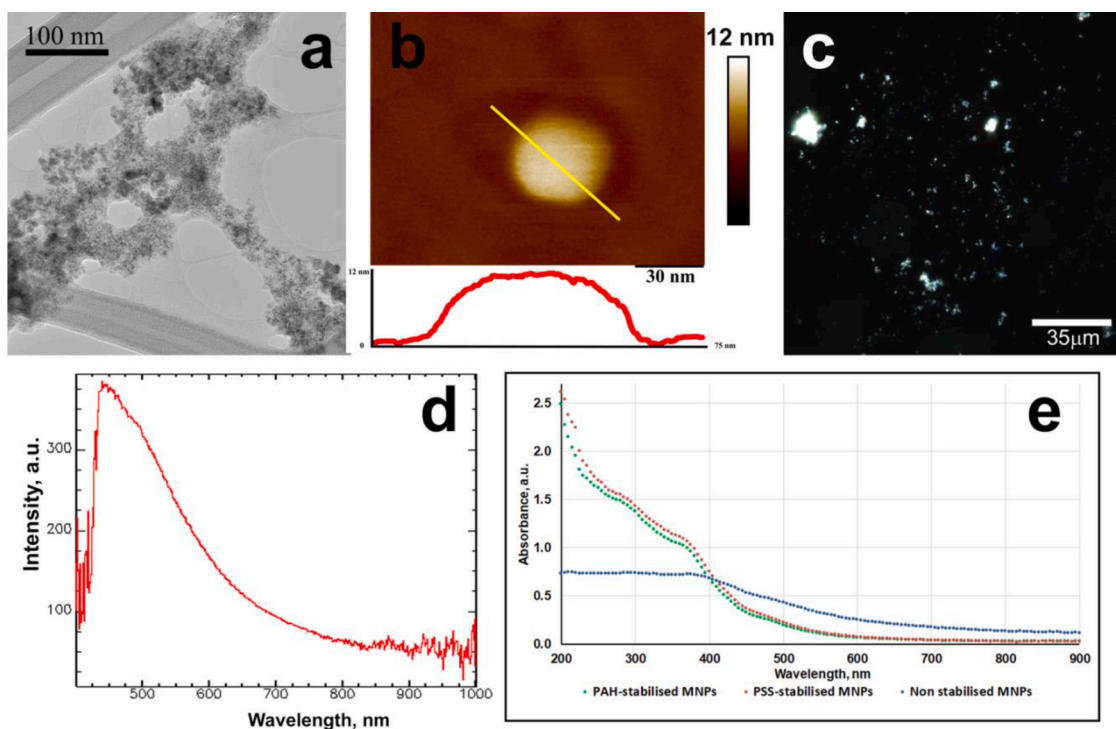 100 nm
a
b
12 nm
30 nm
12 nm
0
75 nm
c
35μm
d
Intensity, a.u.
300
200
100
500 600 700 800 900 1000
Wavelength, nm
e
Absorbance, a.u.
2.5
2.0
1.5
1.0
0.5
0.0
200 300 400 500 600 700 800 900
Wavelength, nm
PAH-stabilised MNPs PSS-stabilised MNPs Non stabilised MNPs